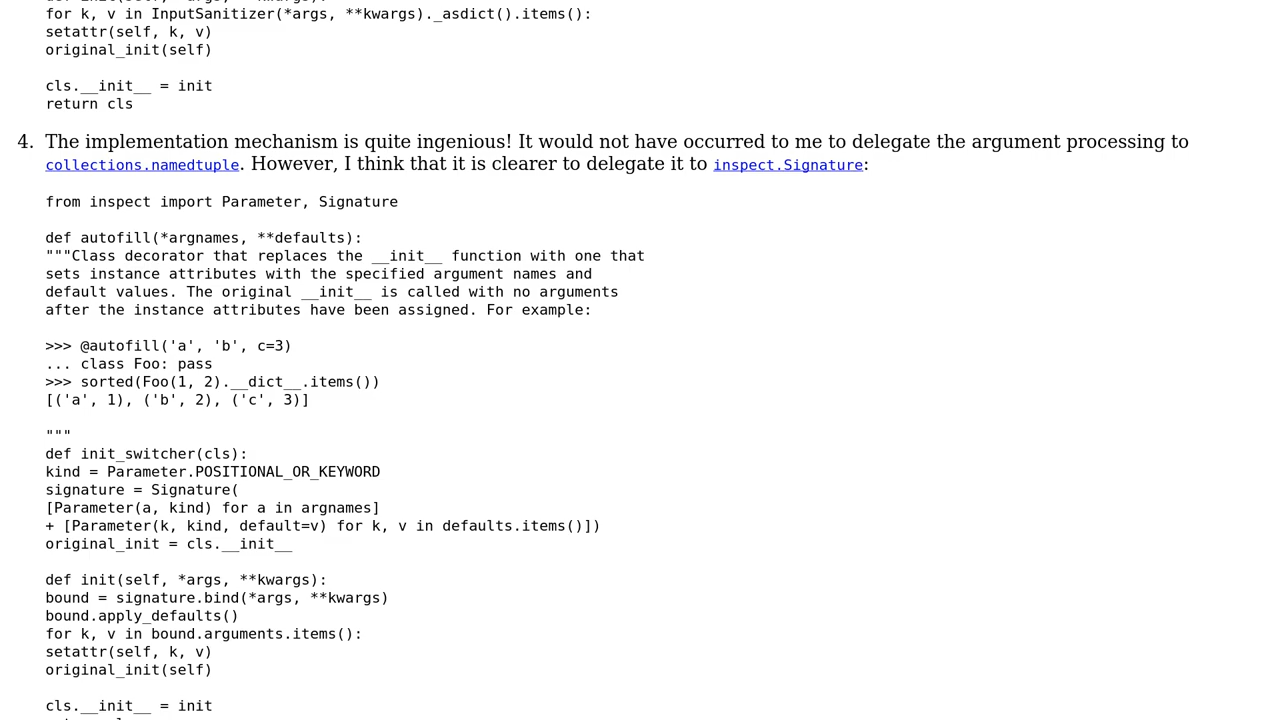 for k, v in InputSanitizer(*args, **kwargs)._asdict().items():
setattr(self, k, v)
original_init(self)
cls.__init__ = init
return cls
4. The implementation mechanism is quite ingenious! It would not have occurred to me to delegate the argument processing to
collections.namedtuple. However, I think that it is clearer to delegate it to inspect.Signature:
from inspect import Parameter, Signature
def autofill(*argnames, **defaults):
"""Class decorator that replaces the __init__ function with one that
sets instance attributes with the specified argument names and
default values. The original __init__ is called with no arguments
after the instance attributes have been assigned. For example:
>>> @autofill('a', 'b', c=3)
... class Foo: pass
>>> sorted(Foo(1, 2).__dict__.items())
[('a', 1), ('b', 2), ('c', 3)]
"""
def init_switcher(cls):
kind = Parameter.POSITIONAL_OR_KEYWORD
signature = Signature(
[Parameter(a, kind) for a in argnames]
+ [Parameter(k, kind, default=v) for k, v in defaults.items()])
original_init = cls.__init__
def init(self, *args, **kwargs):
bound = signature.bind(*args, **kwargs)
bound.apply_defaults()
for k, v in bound.arguments.items():
setattr(self, k, v)
original_init(self)
cls.__init__ = init